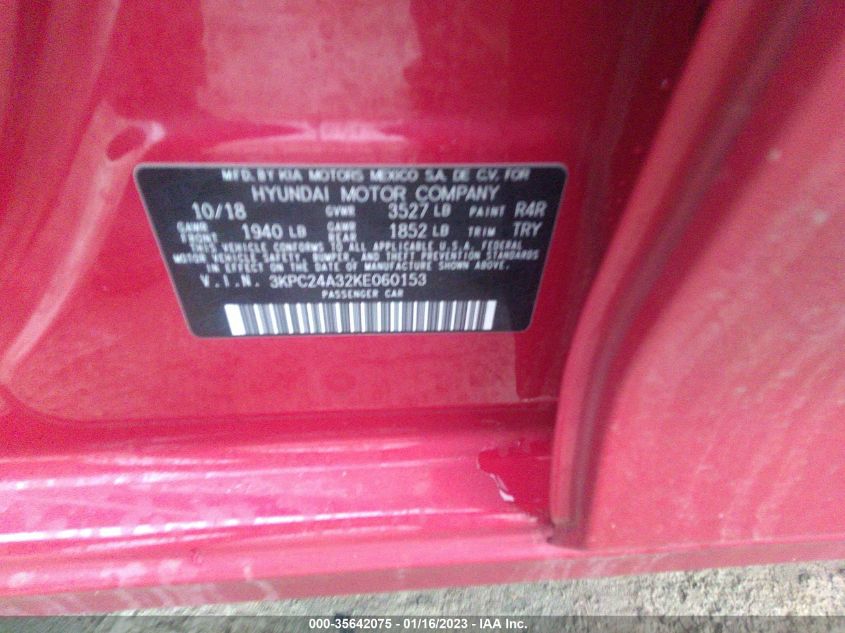 MFD. BY KIA MOTORS MEXICO S.A. DE C.V. FOR
HYUNDAI MOTOR COMPANY
10/18 GVWR 3527 LB PAINT R4R
GAWR FRONT 1940 LB GAWR REAR 1852 LB TRIM TRY
THIS VEHICLE CONFORMS TO ALL APPLICABLE U.S.A. FEDERAL
MOTOR VEHICLE SAFETY, BUMPER, AND THEFT PREVENTION STANDARDS
IN EFFECT ON THE DATE OF MANUFACTURE SHOWN ABOVE.
V.I.N. 3KPC24A32KE060153
PASSENGER CAR
000-35642075 - 01/16/2023 - IAA Inc.